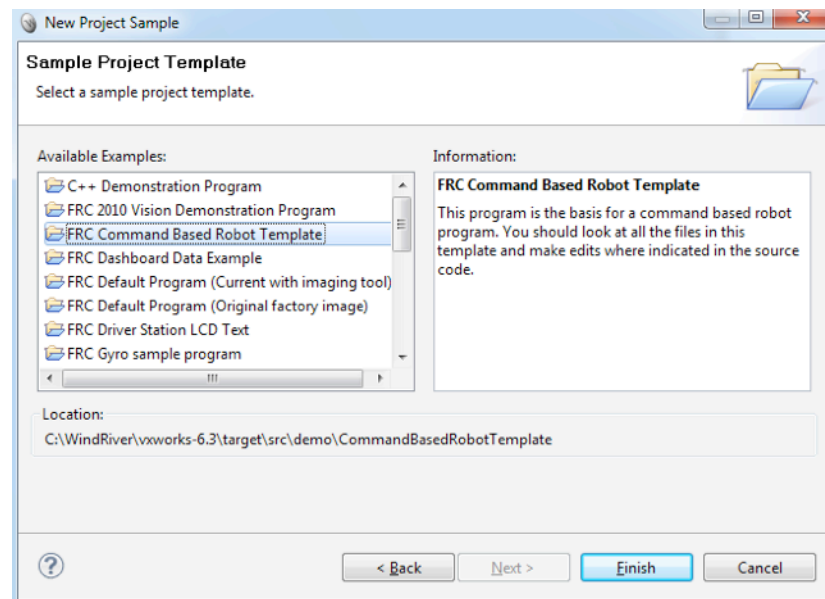 New Project Sample
Sample Project Template
Select a sample project template.
Available Examples:
C++ Demonstration Program
FRC 2010 Vision Demonstration Program
FRC Command Based Robot Template
FRC Dashboard Data Example
FRC Default Program (Current with imaging tool)
FRC Default Program (Original factory image)
FRC Driver Station LCD Text
FRC Gyro sample program
Information:
FRC Command Based Robot Template
This program is the basis for a command based robot
program. You should look at all the files in this
template and make edits where indicated in the source
code.
Location:
C:\WindRiver\vxworks-6.3\target\src\demo\CommandBasedRobotTemplate
?
< Back
Next >
Finish
Cancel